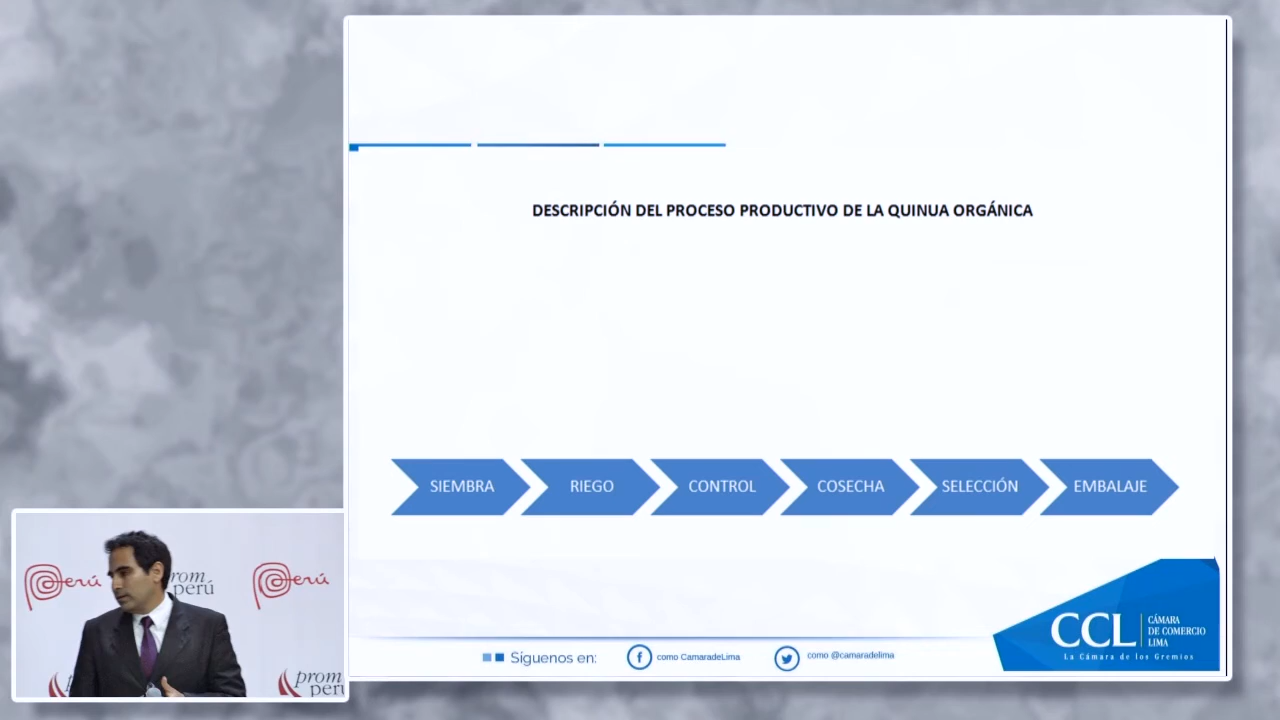 DESCRIPCIÓN DEL PROCESO PRODUCTIVO DE LA QUINUA ORGÁNICA
SIEMBRA
RIEGO
CONTROL
COSECHA
SELECCIÓN
EMBALAJE
Síguenos en:
como CamaradeLima
como @camaradelima
CCL
CÁMARA
DE COMERCIO
LIMA
La Cámara de los Gremios
Perú
prom
perú
Perú
prom
perú